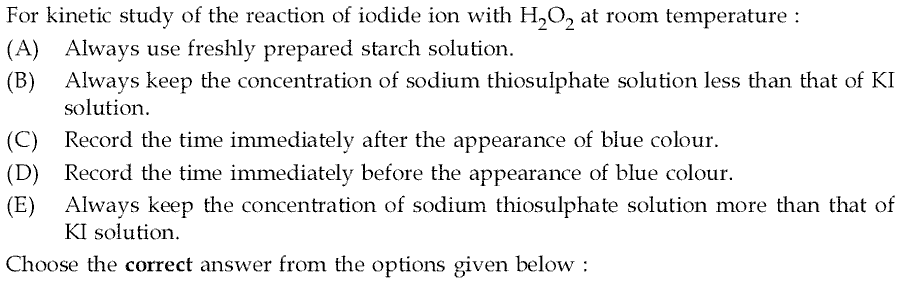 For kinetic study of the reaction of iodide ion with H₂O₂ at room temperature :
(A) Always use freshly prepared starch solution.
(B) Always keep the concentration of sodium thiosulphate solution less than that of KI
solution.
(C) Record the time immediately after the appearance of blue colour.
(D) Record the time immediately before the appearance of blue colour.
(E) Always keep the concentration of sodium thiosulphate solution more than that of
KI solution.
Choose the correct answer from the options given below :